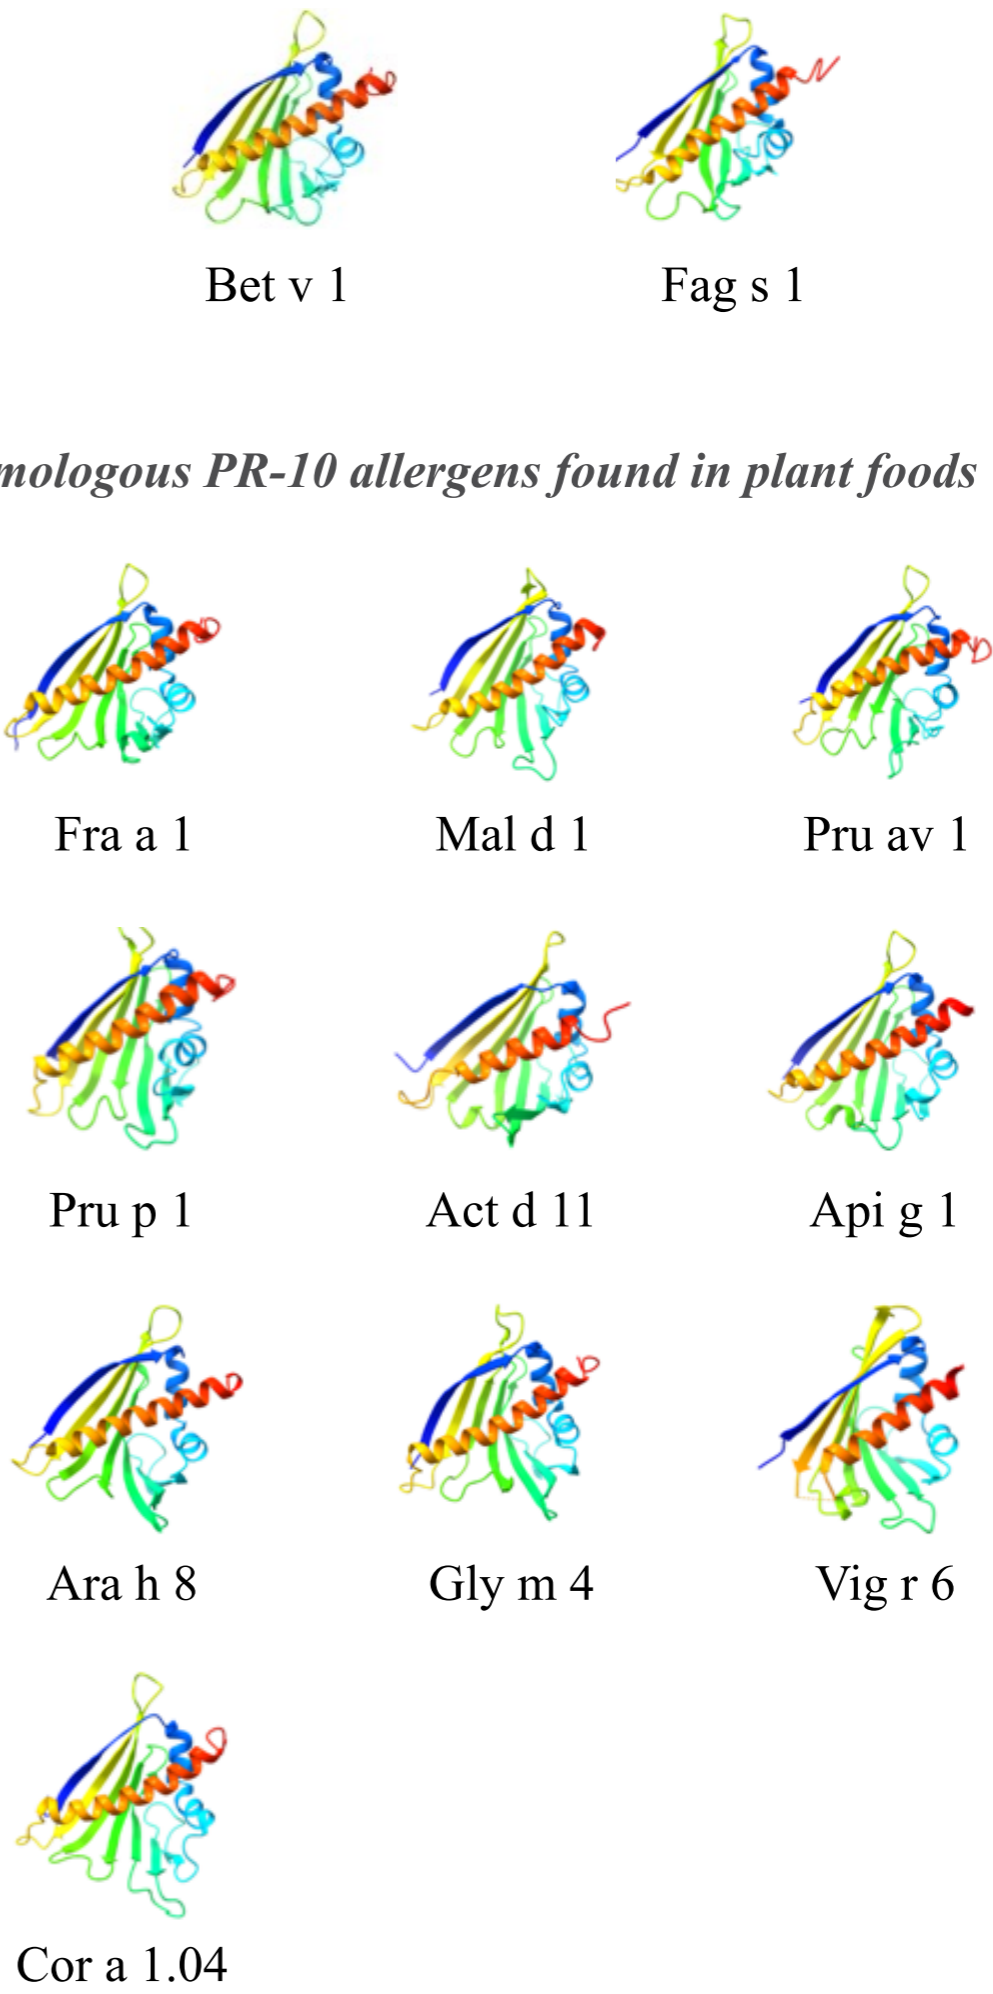 Bet v 1 Fag s 1
mologous PR-10 allergens found in plant foods
Fra a 1 Mal d 1 Pru av 1
Pru p 1 Act d 11 Api g 1
Ara h 8 Gly m 4 Vig r 6
Cor a 1.04